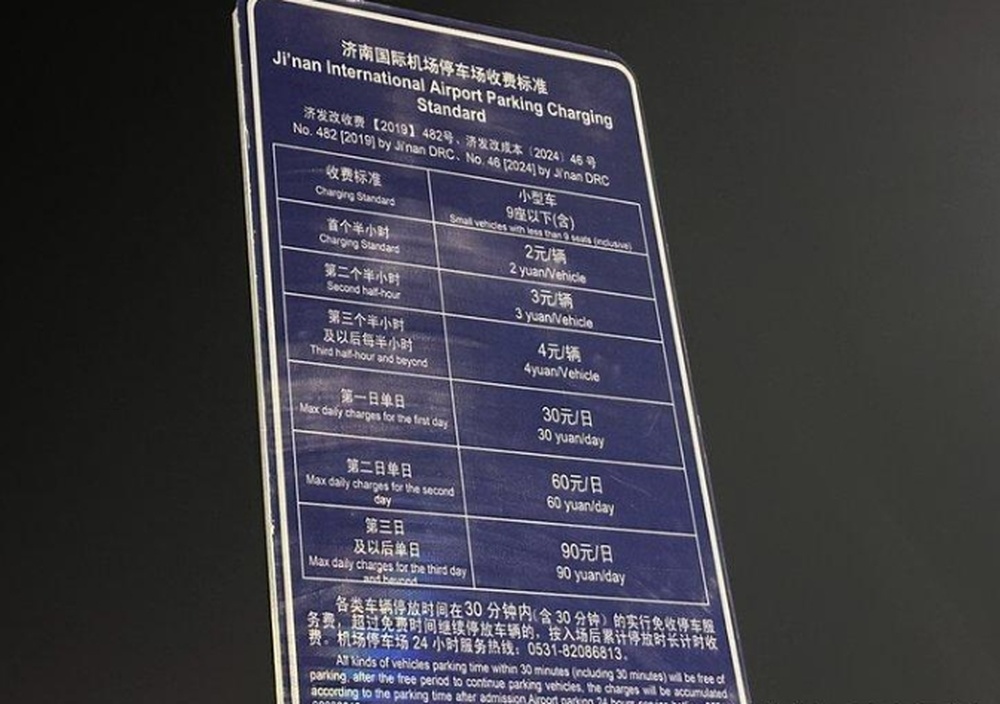 济南国际机场停车场收费标准
Ji'nan International Airport Parking Charging
Standard
济发改收费【2019】482号、济发改成本〔2024〕46 号
No. 482 [2019] by Ji'nan DRC、No. 46 [2024] by Ji'nan DRC
收费标准
Charging Standard
小型车
9座以下(含)
Small vehicles with less than 9 seats (inclusive)
首个半小时
Charging Standard
2元/辆
2 yuan/Vehicle
第二个半小时
Second half-hour
3元/辆
3 yuan/Vehicle
第三个半小时
及以后每半小时
Third half-hour and beyond
4元/辆
4yuan/Vehicle
第一日单日
Max daily charges for the first day
30元/日
30 yuan/day
第二日单日
Max daily charges for the second
day
60元/日
60 yuan/day
第三日
及以后单日
Max daily charges for the third day
and beyond
90元/日
90 yuan/day
各类车辆停放时间在 30 分钟内(含 30 分钟）的实行免收停车服
务费，超过免费时间继续停放车辆的，按入场后累计停放时长计时收
费。机场停车场 24 小时服务热线：0531-82086813。
All kinds of vehicles parking time within 30 minutes (including 30 minutes) will be free of
parking, after the free period to continue parking vehicles, the charges will be accumulated
according to the parking time after admission.Airport parking 24 hours service